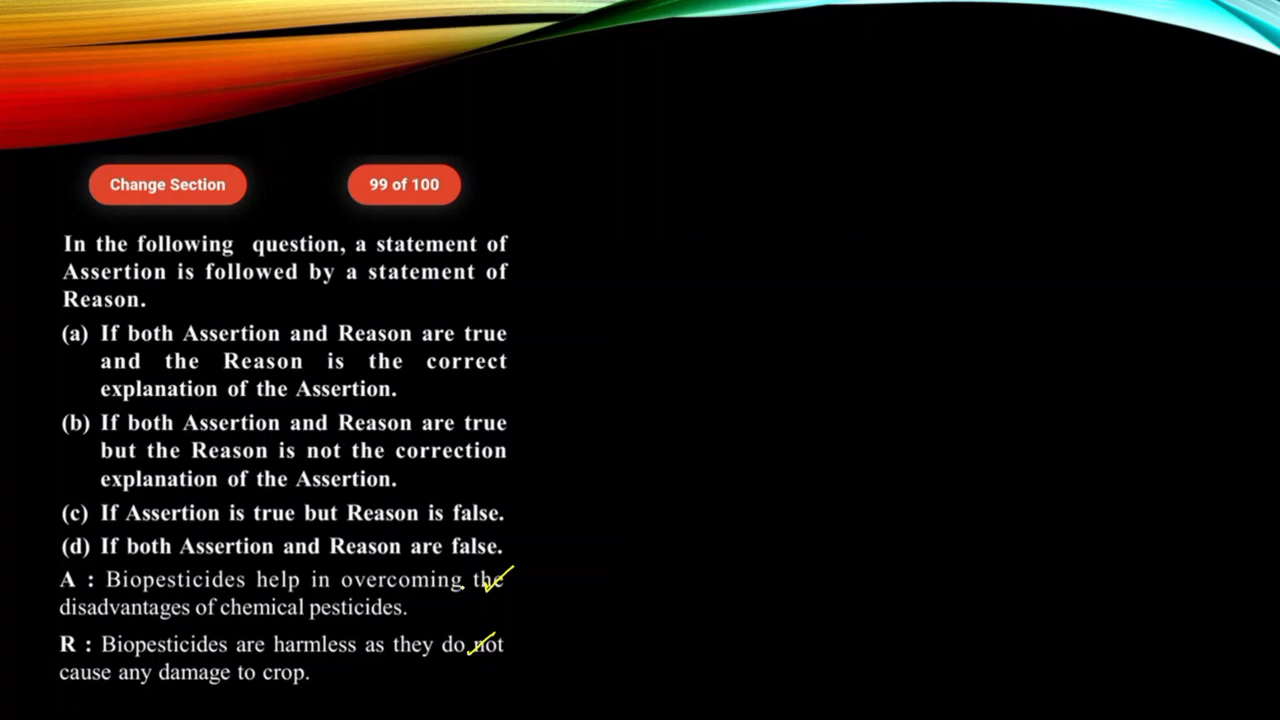 Change Section
99 of 100
In the following question, a statement of
Assertion is followed by a statement of
Reason.
(a) If both Assertion and Reason are true
and the Reason is the correct
explanation of the Assertion.
(b) If both Assertion and Reason are true
but the Reason is not the correction
explanation of the Assertion.
(c) If Assertion is true but Reason is false.
(d) If both Assertion and Reason are false.
A : Biopesticides help in overcoming the
disadvantages of chemical pesticides.
R : Biopesticides are harmless as they do not
cause any damage to crop.